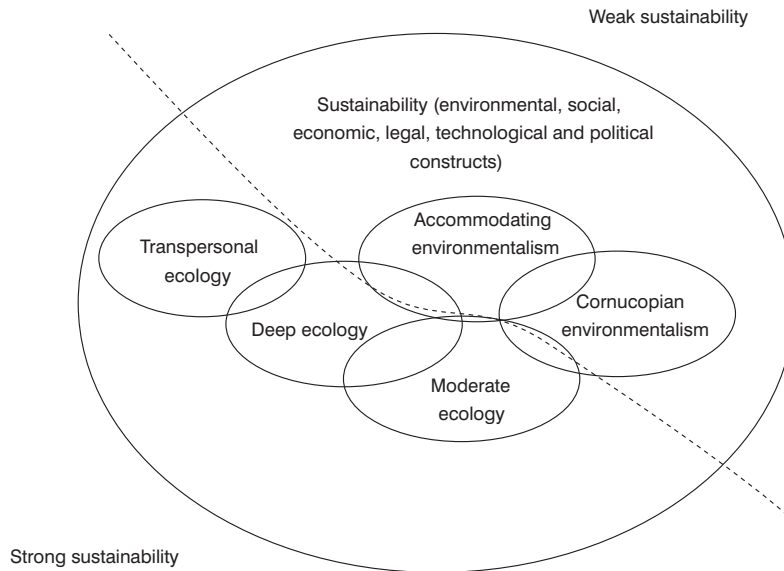 Weak sustainability
Sustainability (environmental, social,
economic, legal, technological and political
constructs)
Transpersonal
ecology
Accommodating
environmentalism
Deep ecology
Cornucopian
environmentalism
Moderate
ecology
Strong sustainability